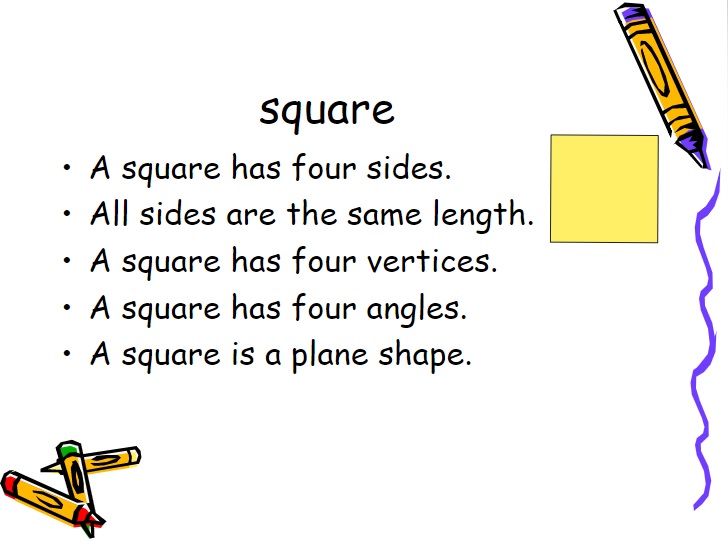 square
• A square has four sides.
• All sides are the same length.
• A square has four vertices.
• A square has four angles.
• A square is a plane shape.